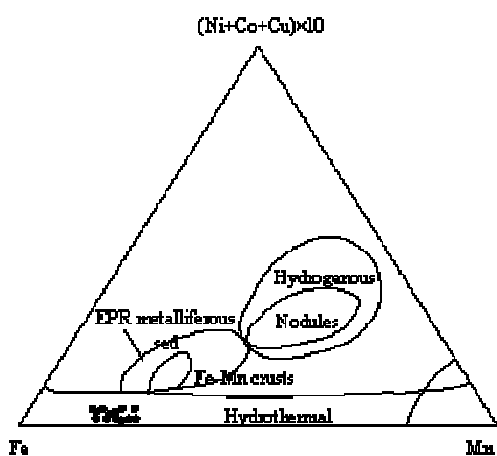 (Ni+Co+Cu)×10
Hydrogenous
Nodules
EPR metalliferous
sed
Fe-Mn crusts
Hydrothermal
Fe
Mn